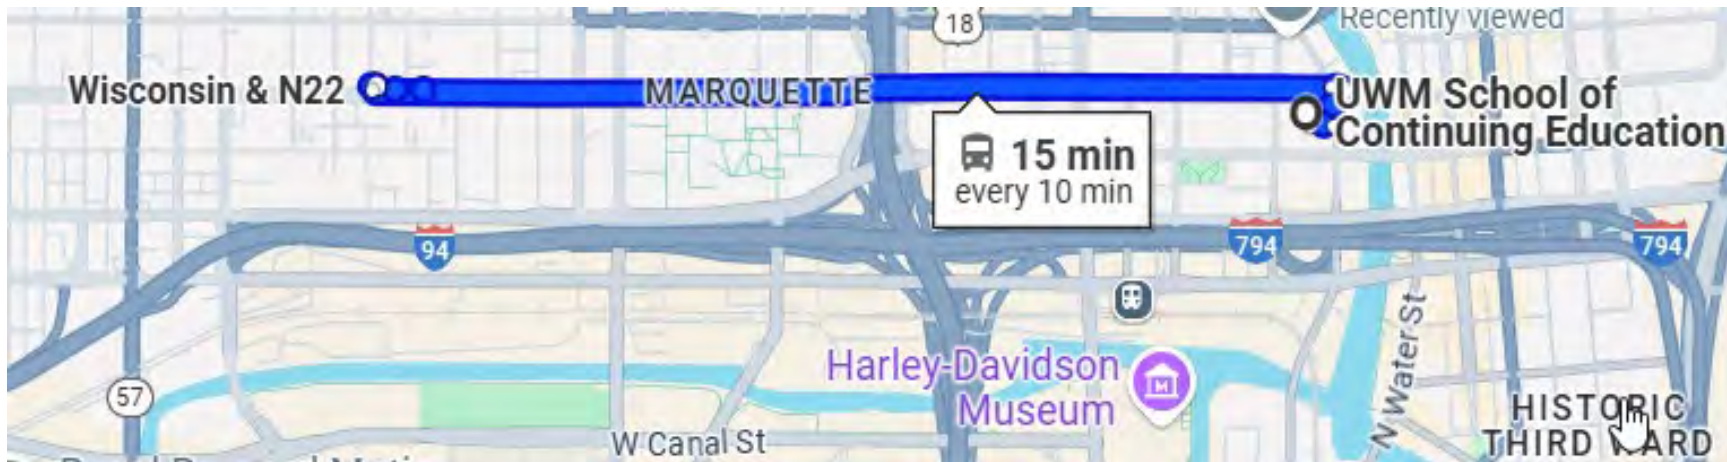 18
Recently viewed
Wisconsin & N22
MARQUETTE
UWM School of
Continuing Education
15 min
every 10 min
94
794
794
N Water St
Harley-Davidson
Museum
M
57
HISTORIC
THIRD WARD
W Canal St